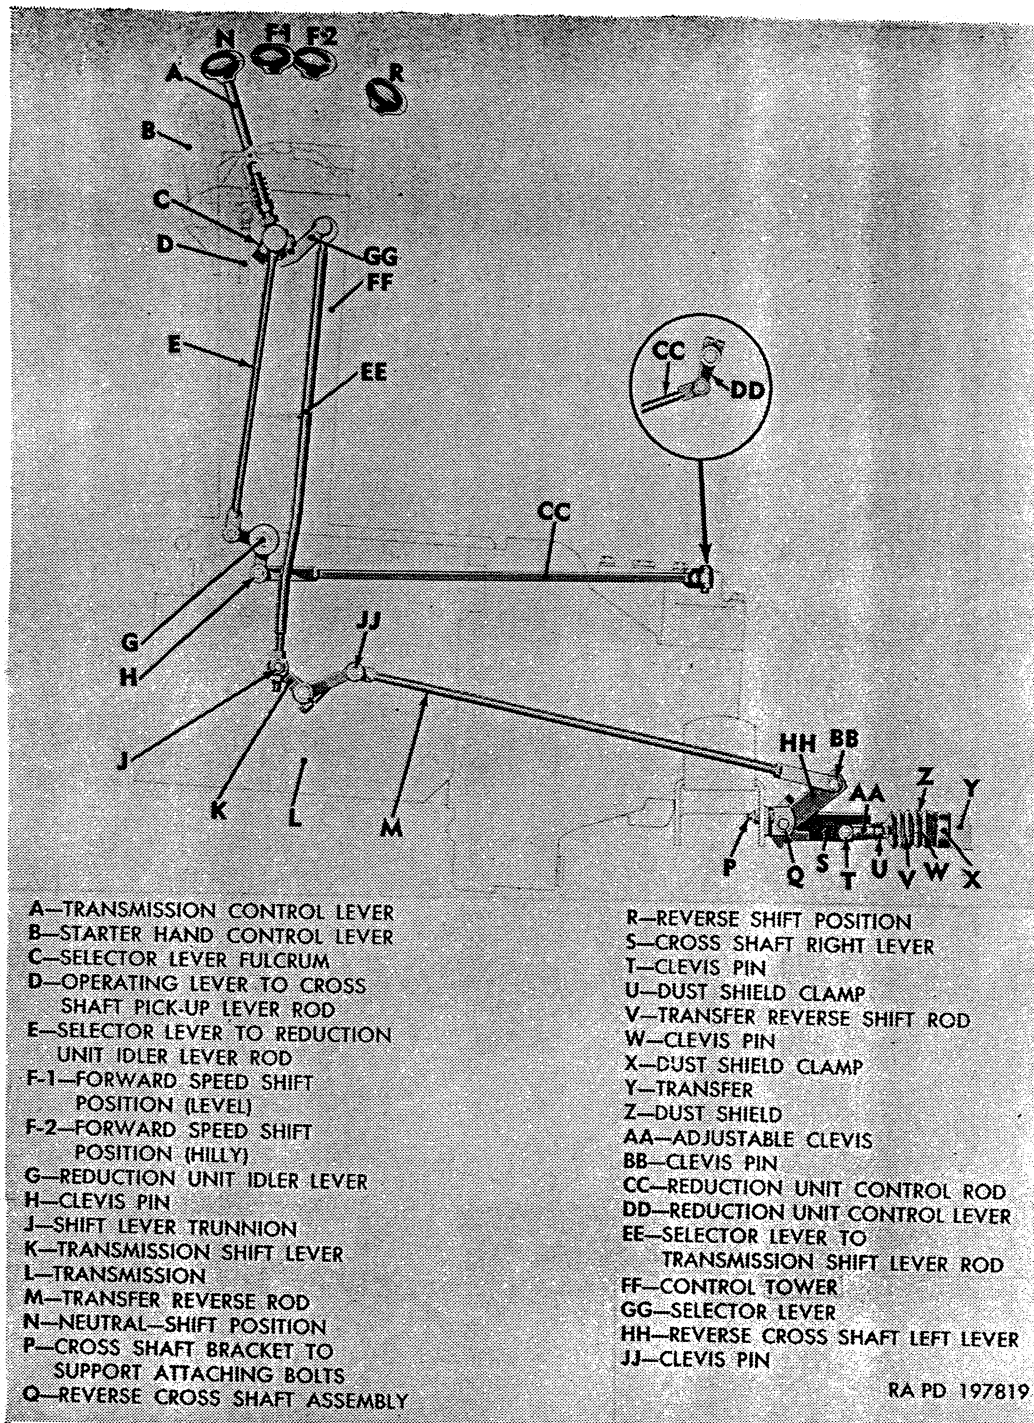 N
F-1
F-2
R
A
B
C
D
GG
FF
E
EE
CC
DD
CC
G
H
JJ
J
K
L
M
HH
BB
Z
Y
AA
P
Q
S
T
U
V
W
X
A—TRANSMISSION CONTROL LEVER
B—STARTER HAND CONTROL LEVER
C—SELECTOR LEVER FULCRUM
D—OPERATING LEVER TO CROSS
SHAFT PICK-UP LEVER ROD
E—SELECTOR LEVER TO REDUCTION
UNIT IDLER LEVER ROD
F-1—FORWARD SPEED SHIFT
POSITION (LEVEL)
F-2—FORWARD SPEED SHIFT
POSITION (HILLY)
G—REDUCTION UNIT IDLER LEVER
H—CLEVIS PIN
J—SHIFT LEVER TRUNNION
K—TRANSMISSION SHIFT LEVER
L—TRANSMISSION
M—TRANSFER REVERSE ROD
N—NEUTRAL—SHIFT POSITION
P—CROSS SHAFT BRACKET TO
SUPPORT ATTACHING BOLTS
Q—REVERSE CROSS SHAFT ASSEMBLY
R—REVERSE SHIFT POSITION
S—CROSS SHAFT RIGHT LEVER
T—CLEVIS PIN
U—DUST SHIELD CLAMP
V—TRANSFER REVERSE SHIFT ROD
W—CLEVIS PIN
X—DUST SHIELD CLAMP
Y—TRANSFER
Z—DUST SHIELD
AA—ADJUSTABLE CLEVIS
BB—CLEVIS PIN
CC—REDUCTION UNIT CONTROL ROD
DD—REDUCTION UNIT CONTROL LEVER
EE—SELECTOR LEVER TO
TRANSMISSION SHIFT LEVER ROD
FF—CONTROL TOWER
GG—SELECTOR LEVER
HH—REVERSE CROSS SHAFT LEFT LEVER
JJ—CLEVIS PIN
RA PD 197819